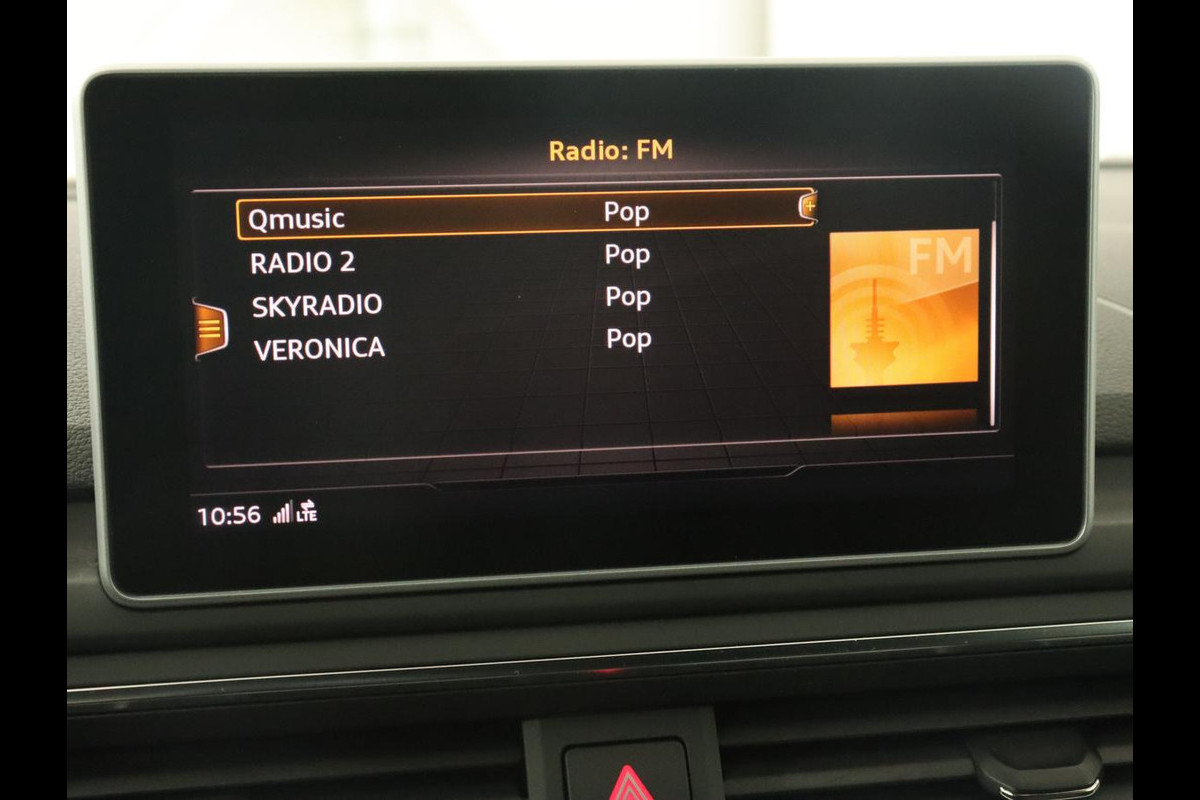 Radio: FM
Qmusic Pop
RADIO 2 Pop
SKYRADIO Pop
VERONICA Pop
FM
10:56 LTE